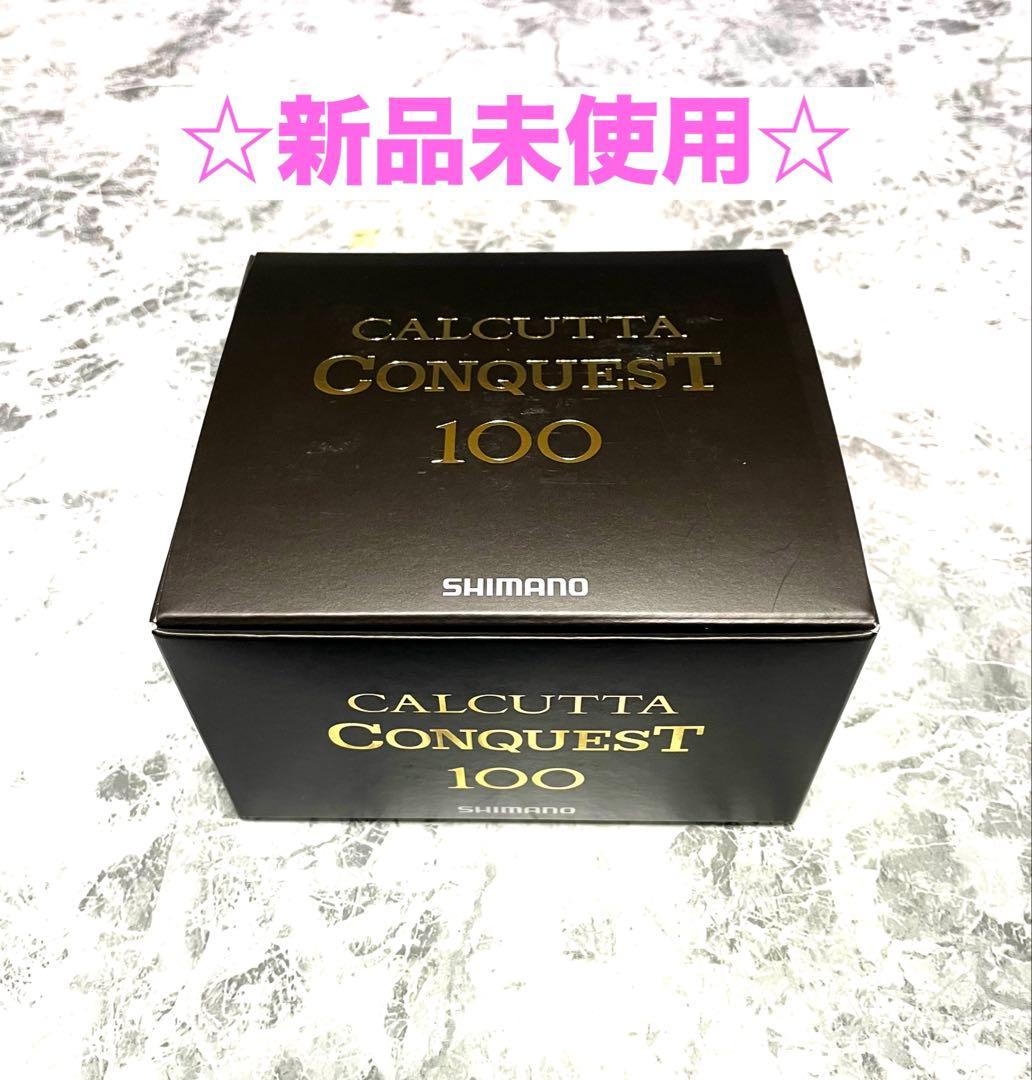 ☆新品未使用☆
CALCUTTA
CONQUEST
100
SHIMANO
CALCUTTA
CONQUEST
100
SHIMANO